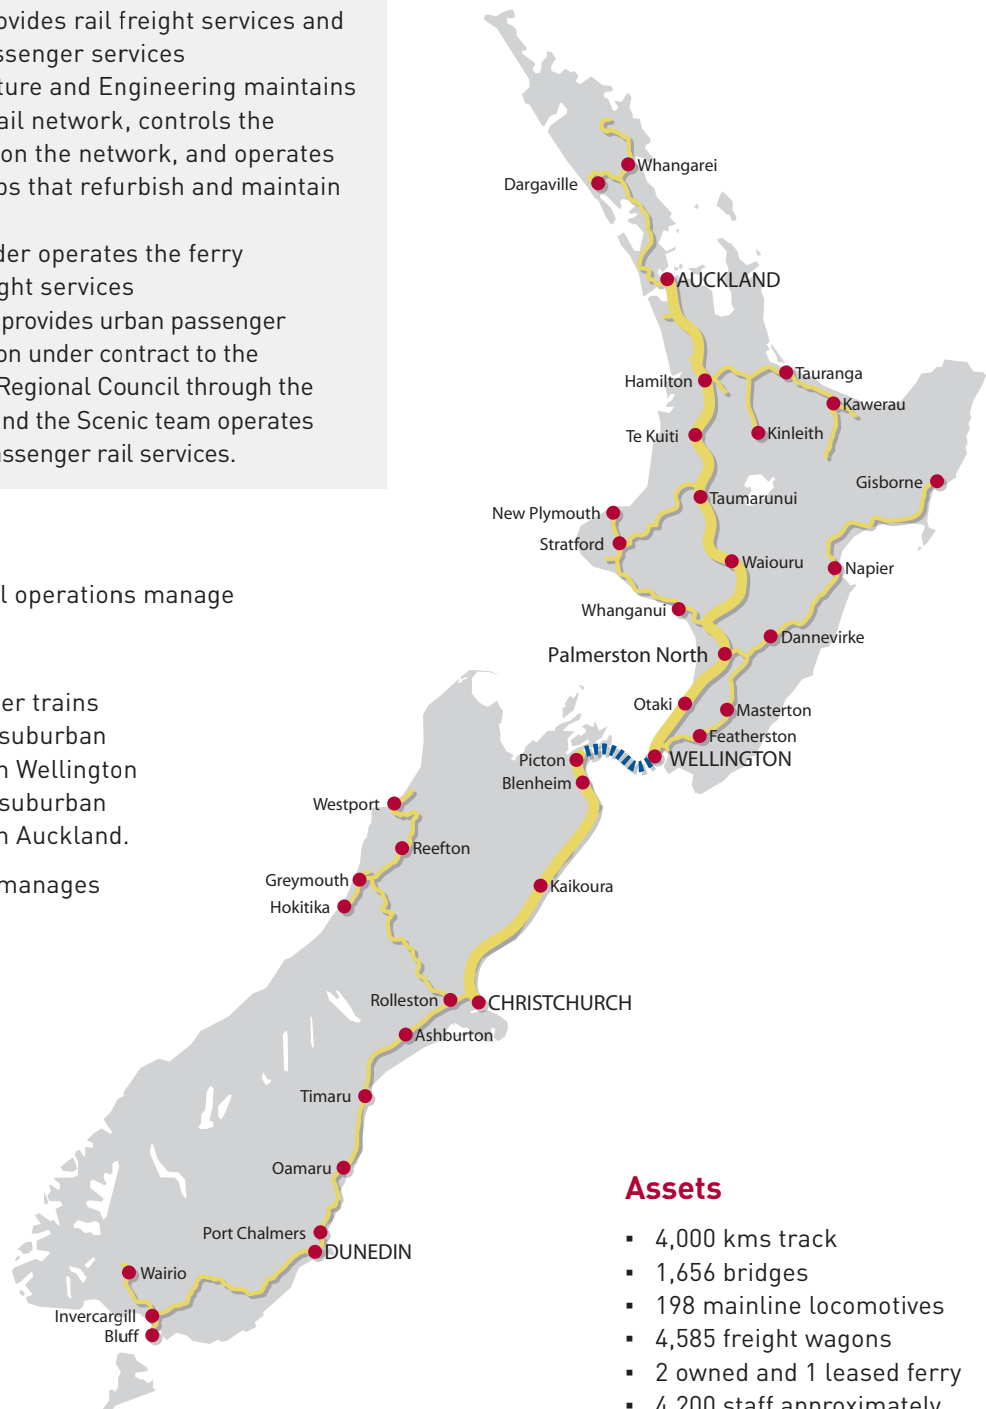 ovides rail freight services and
ssenger services
ture and Engineering maintains
ail network, controls the
on the network, and operates
ps that refurbish and maintain
der operates the ferry
ght services
provides urban passenger
on under contract to the
Regional Council through the
nd the Scenic team operates
assenger rail services.
l operations manage
er trains
suburban
n Wellington
suburban
n Auckland.
manages
Whangarei
Dargaville
AUCKLAND
Hamilton
Tauranga
Kawerau
Te Kuiti
Kinleith
Gisborne
Taumarunui
New Plymouth
Stratford
Waiouru
Napier
Whanganui
Dannevirke
Palmerston North
Otaki
Masterton
Featherston
Picton
WELLINGTON
Blenheim
Westport
Reefton
Greymouth
Kaikoura
Hokitika
Rolleston
CHRISTCHURCH
Ashburton
Timaru
Oamaru
Port Chalmers
DUNEDIN
Wairio
Invercargill
Bluff
Assets
▪ 4,000 kms track
▪ 1,656 bridges
▪ 198 mainline locomotives
▪ 4,585 freight wagons
▪ 2 owned and 1 leased ferry
▪ 4,200 staff approximately